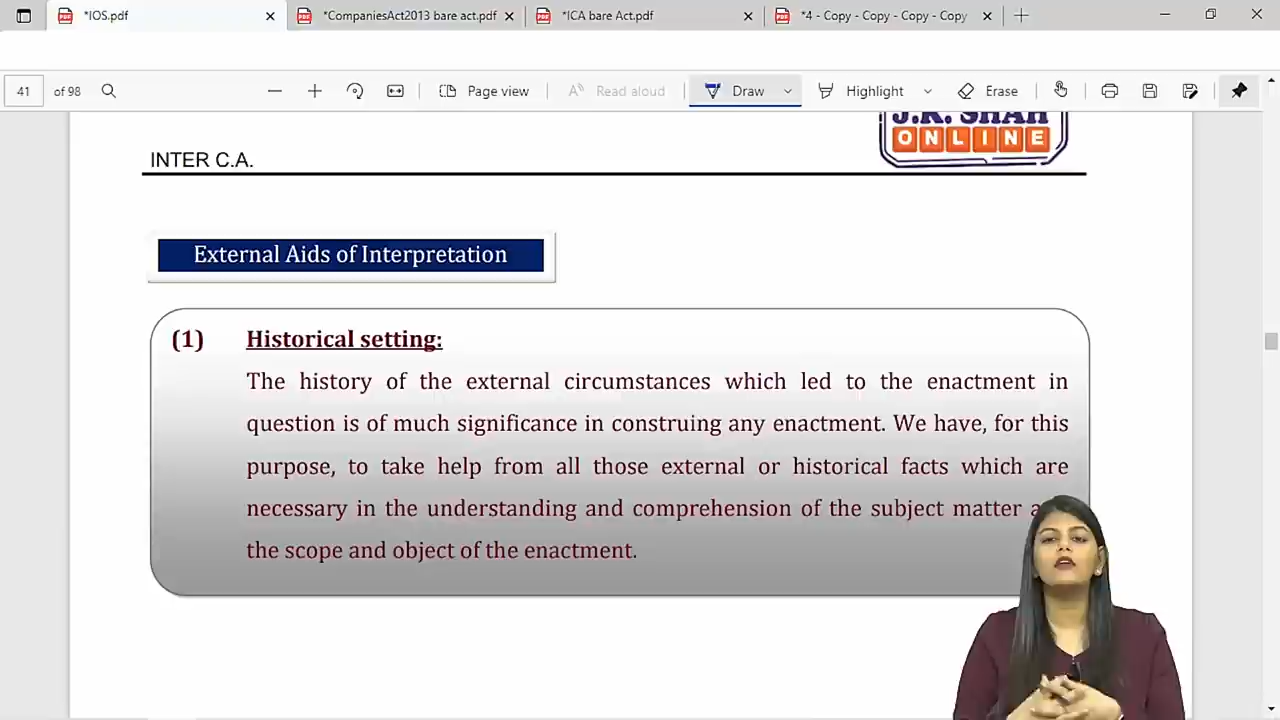 *IOS.pdf
*CompaniesAct2013 bare act.pdf
*ICA bare Act.pdf
*4 - Copy - Copy - Copy - Copy
41 of 98
Page view
Read aloud
Draw
Highlight
Erase
J.K. SHAH
ONLINE
INTER C.A.
External Aids of Interpretation
(1) Historical setting:
The history of the external circumstances which led to the enactment in
question is of much significance in construing any enactment. We have, for this
purpose, to take help from all those external or historical facts which are
necessary in the understanding and comprehension of the subject matter
the scope and object of the enactment.